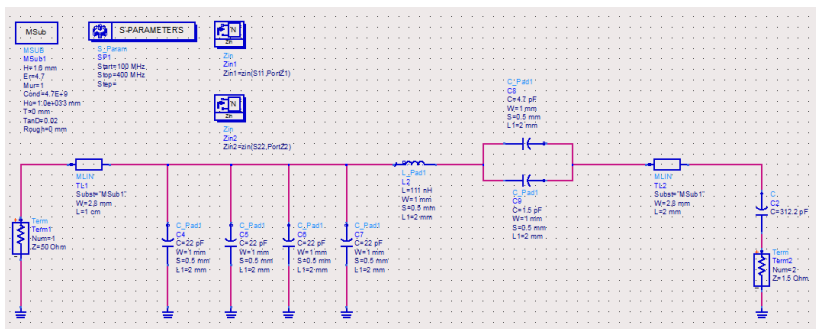 MSub
MSUB
MSub1
H=1.6 mm
Er=4.7
Mur=1
Cond=4.7E+9
Hu=1.0e+033 mm
T=0 mm
TanD=0.02
Rough=0 mm
S-PARAMETERS
S_Param
SP1
Start=100 MHz
Stop=400 MHz
Step=
Zin
Zin
Zin1
Zin1=zin(S11,PortZ1)
Zin
Zin
Zin2
Zin2=zin(S22,PortZ2)
C_Pad1
C8
C=4.7 pF
W=1 mm
S=0.5 mm
L1=2 mm
MLIN
TL1
Subst="MSub1"
W=2.8 mm
L=1 cm
L_Pad1
L2
L=111 nH
W=1 mm
S=0.5 mm
L1=2 mm
C_Pad1
C9
C=1.5 pF
W=1 mm
S=0.5 mm
L1=2 mm
MLIN
TL2
Subst="MSub1"
W=2.8 mm
L=2 mm
C
C2
C=312.2 pF
Term
Term1
Num=1
Z=50 Ohm
C_Pad1
C4
C=22 pF
W=1 mm
S=0.5 mm
L1=2 mm
C_Pad1
C5
C=22 pF
W=1 mm
S=0.5 mm
L1=2 mm
C_Pad1
C6
C=22 pF
W=1 mm
S=0.5 mm
L1=2 mm
C_Pad1
C7
C=22 pF
W=1 mm
S=0.5 mm
L1=2 mm
Term
Term2
Num=2
Z=1.5 Ohm